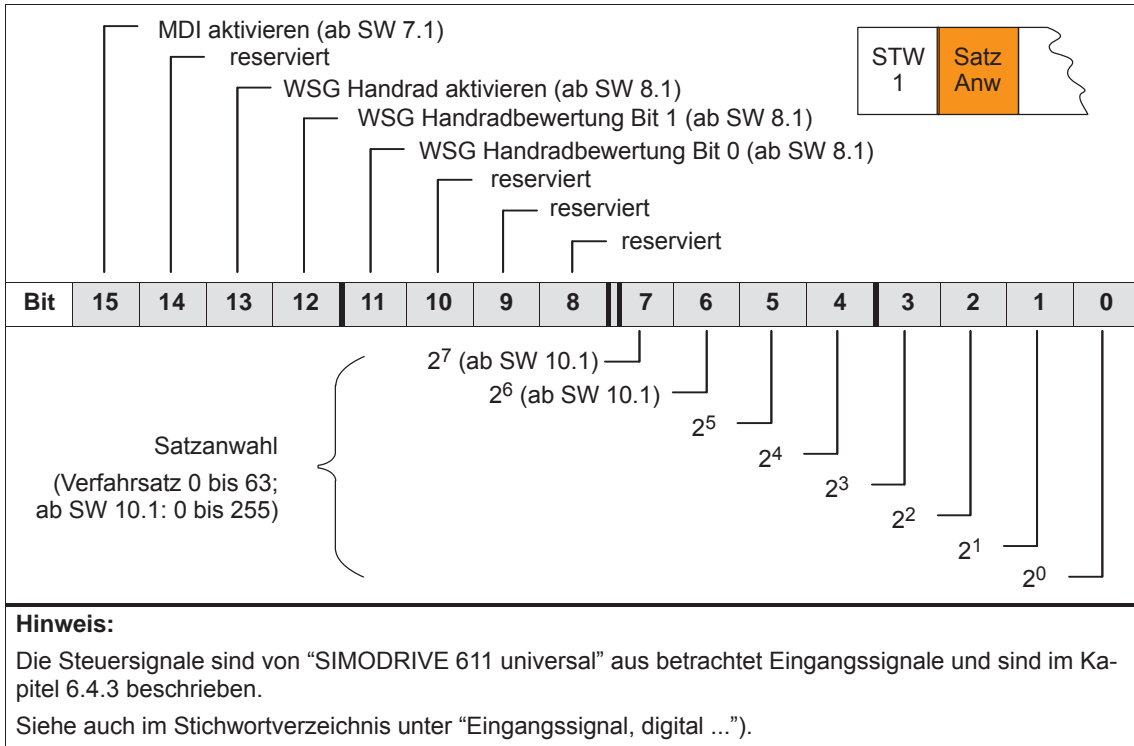 MDI aktivieren (ab SW 7.1)
reserviert
WSG Handrad aktivieren (ab SW 8.1)
WSG Handradbewertung Bit 1 (ab SW 8.1)
WSG Handradbewertung Bit 0 (ab SW 8.1)
reserviert
reserviert
reserviert
STW 1
Satz Anw
Bit 15 14 13 12 11 10 9 8 7 6 5 4 3 2 1 0
2⁷ (ab SW 10.1)
2⁶ (ab SW 10.1)
2⁵
2⁴
2³
2²
2¹
2⁰
Satzanwahl
(Verfahrsatz 0 bis 63;
ab SW 10.1: 0 bis 255)
Hinweis:
Die Steuersignale sind von “SIMODRIVE 611 universal” aus betrachtet Eingangssignale und sind im Ka-
pitel 6.4.3 beschrieben.
Siehe auch im Stichwortverzeichnis unter “Eingangssignal, digital ...”).